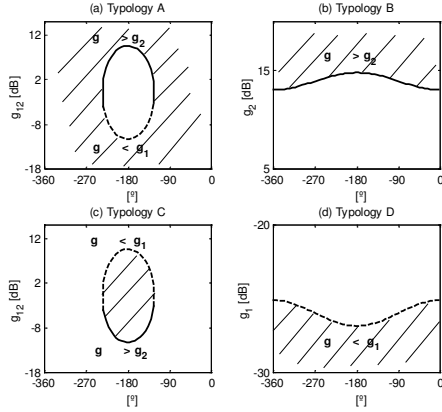 (a) Typology A
g > g2
g < g1
g12 [dB]
12
2
-8
-18
-360 -270 -180 -90 0
[º]
(b) Typology B
g > g2
g2 [dB]
15
5
-360 -270 -180 -90 0
[º]
(c) Typology C
g < g1
g > g2
g12 [dB]
12
2
-8
-18
-360 -270 -180 -90 0
[º]
(d) Typology D
g < g1
g1 [dB]
-20
-25
-30
-360 -270 -180 -90 0
[º]